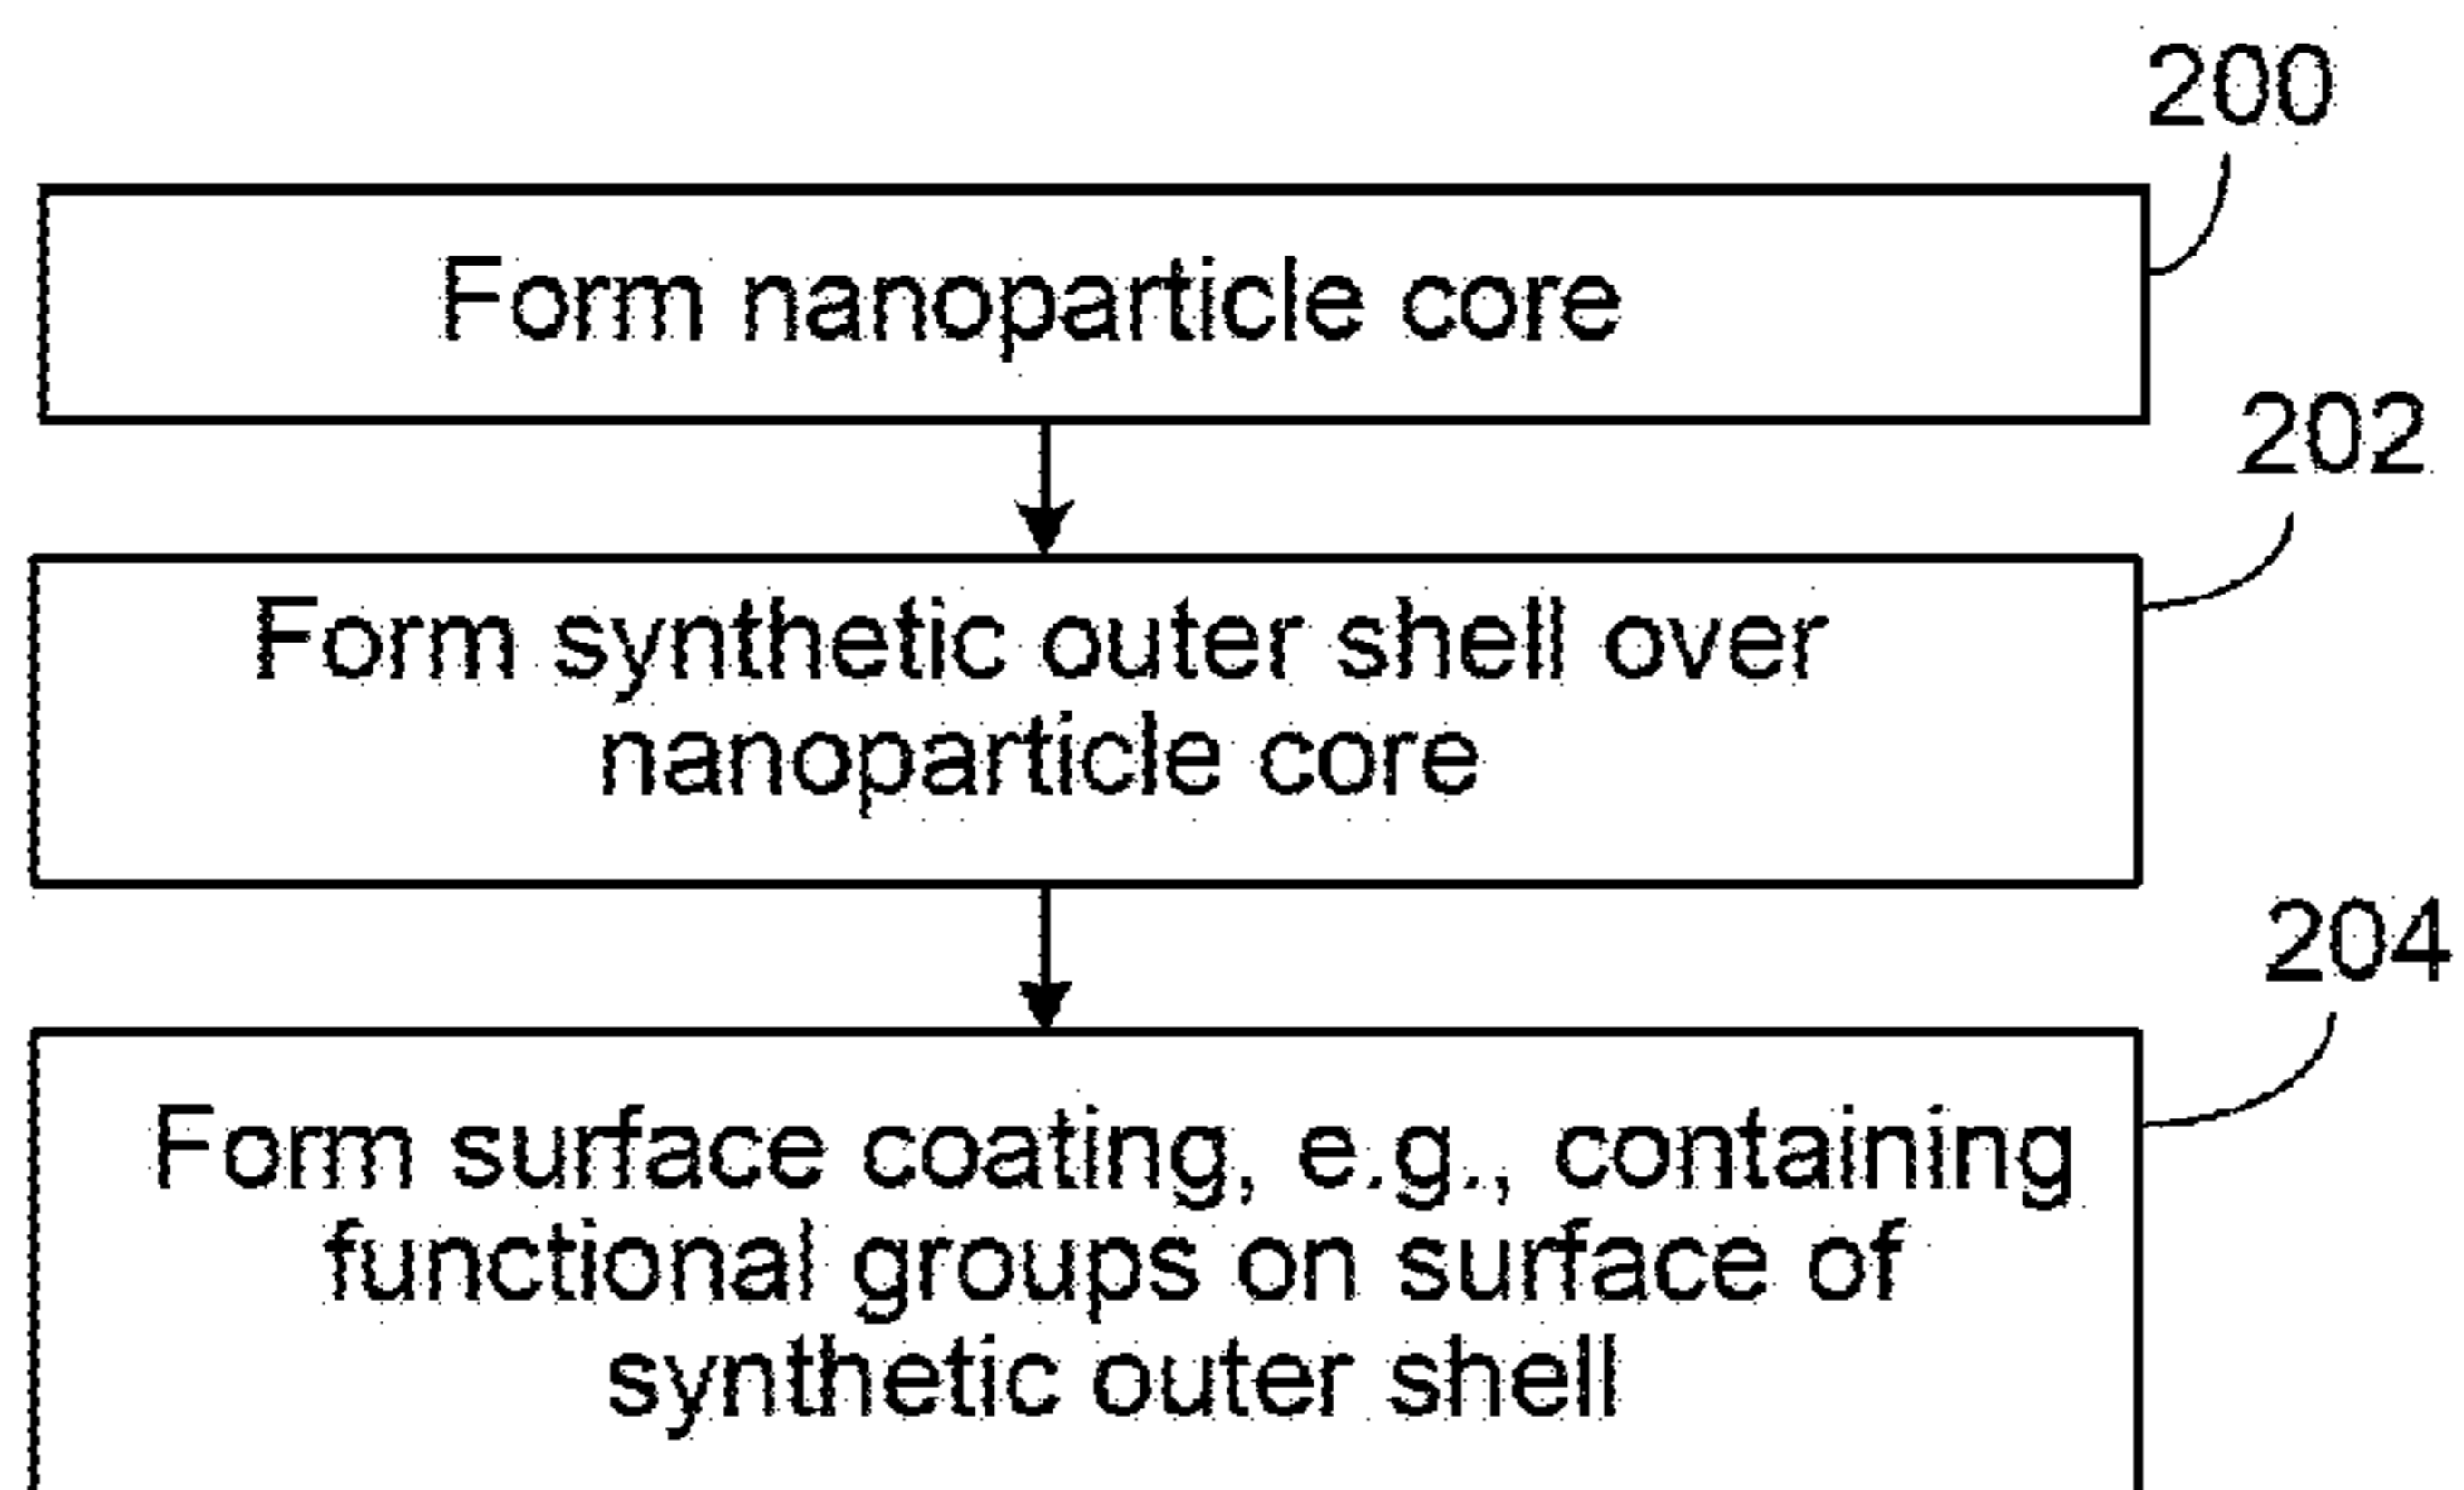 200
Form nanoparticle core
202
Form synthetic outer shell over
nanoparticle core
204
Form surface coating, e.g., containing
functional groups on surface of
synthetic outer shell